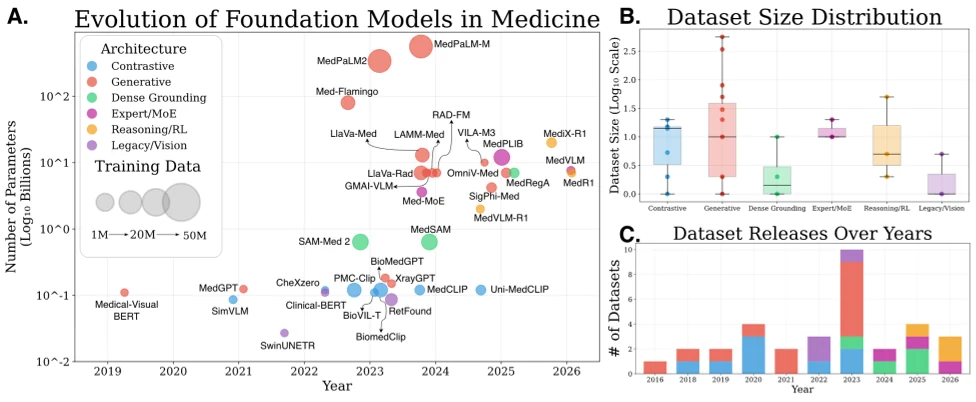 A.
Evolution of Foundation Models in Medicine
Number of Parameters
(Log₁₀ Billions)
10^2
10^1
10^0
10^-1
10^-2
Architecture
Contrastive
Generative
Dense Grounding
Expert/MoE
Reasoning/RL
Legacy/Vision
Training Data
1M
20M
50M
MedPaLM-M
MedPaLM2
Med-Flamingo
RAD-FM
LlaVa-Med
LAMM-Med
VILA-M3
MediX-R1
MedPLIB
MedVLM
LlaVa-Rad
OmniV-Med
GMAI-VLM
MedRegA
MedR1
Med-MoE
SigPhi-Med
MedVLM-R1
MedSAM
SAM-Med 2
BioMedGPT
CheXzero
PMC-Clip
XrayGPT
MedGPT
MedCLIP
Uni-MedCLIP
Medical-Visual
BERT
SimVLM
Clinical-BERT
BioVIL-T
RetFound
BiomedClip
SwinUNETR
2019
2020
2021
2022
2023
2024
2025
2026
Year
B.
Dataset Size Distribution
Dataset Size (Log₁₀ Scale)
2.5
2.0
1.5
1.0
0.5
0.0
Contrastive
Generative
Dense Grounding
Expert/MoE
Reasoning/RL
Legacy/Vision
C.
Dataset Releases Over Years
# of Datasets
10
8
6
4
2
0
2016
2018
2019
2020
2021
2022
2023
2024
2025
2026
Year